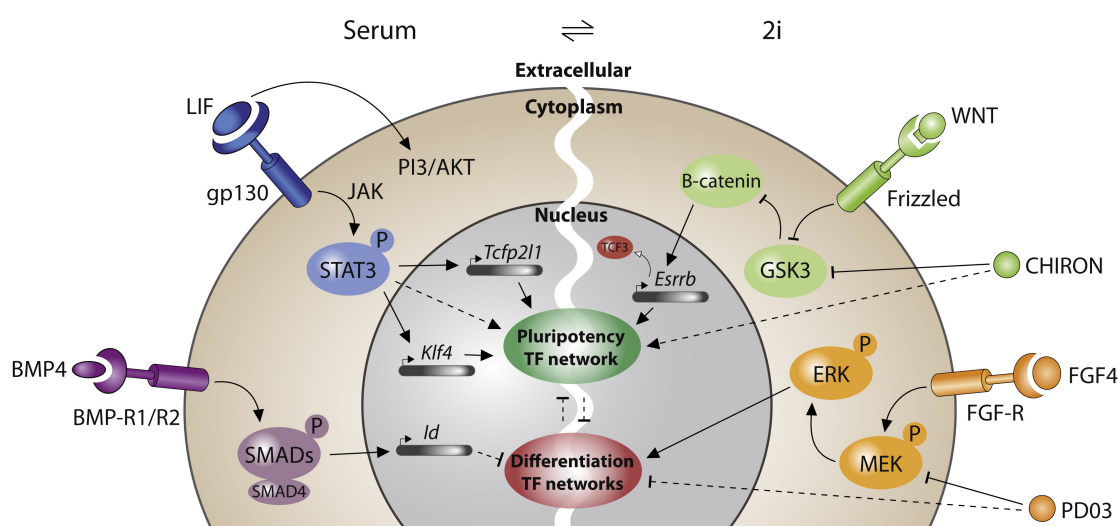 Serum
⇌
2i
Extracellular
Cytoplasm
LIF
WNT
PI3/AKT
gp130
JAK
B-catenin
Frizzled
Nucleus
P
STAT3
Tcfp2l1
TCF3
Esrrb
GSK3
CHIRON
Pluripotency
TF network
Klf4
P
ERK
BMP4
BMP-R1/R2
FGF4
FGF-R
P
SMADs
SMAD4
Id
Differentiation
TF networks
P
MEK
PD03